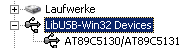 Laufwerke
LibUSB-Win32 Devices
AT89C5130/AT89C5131